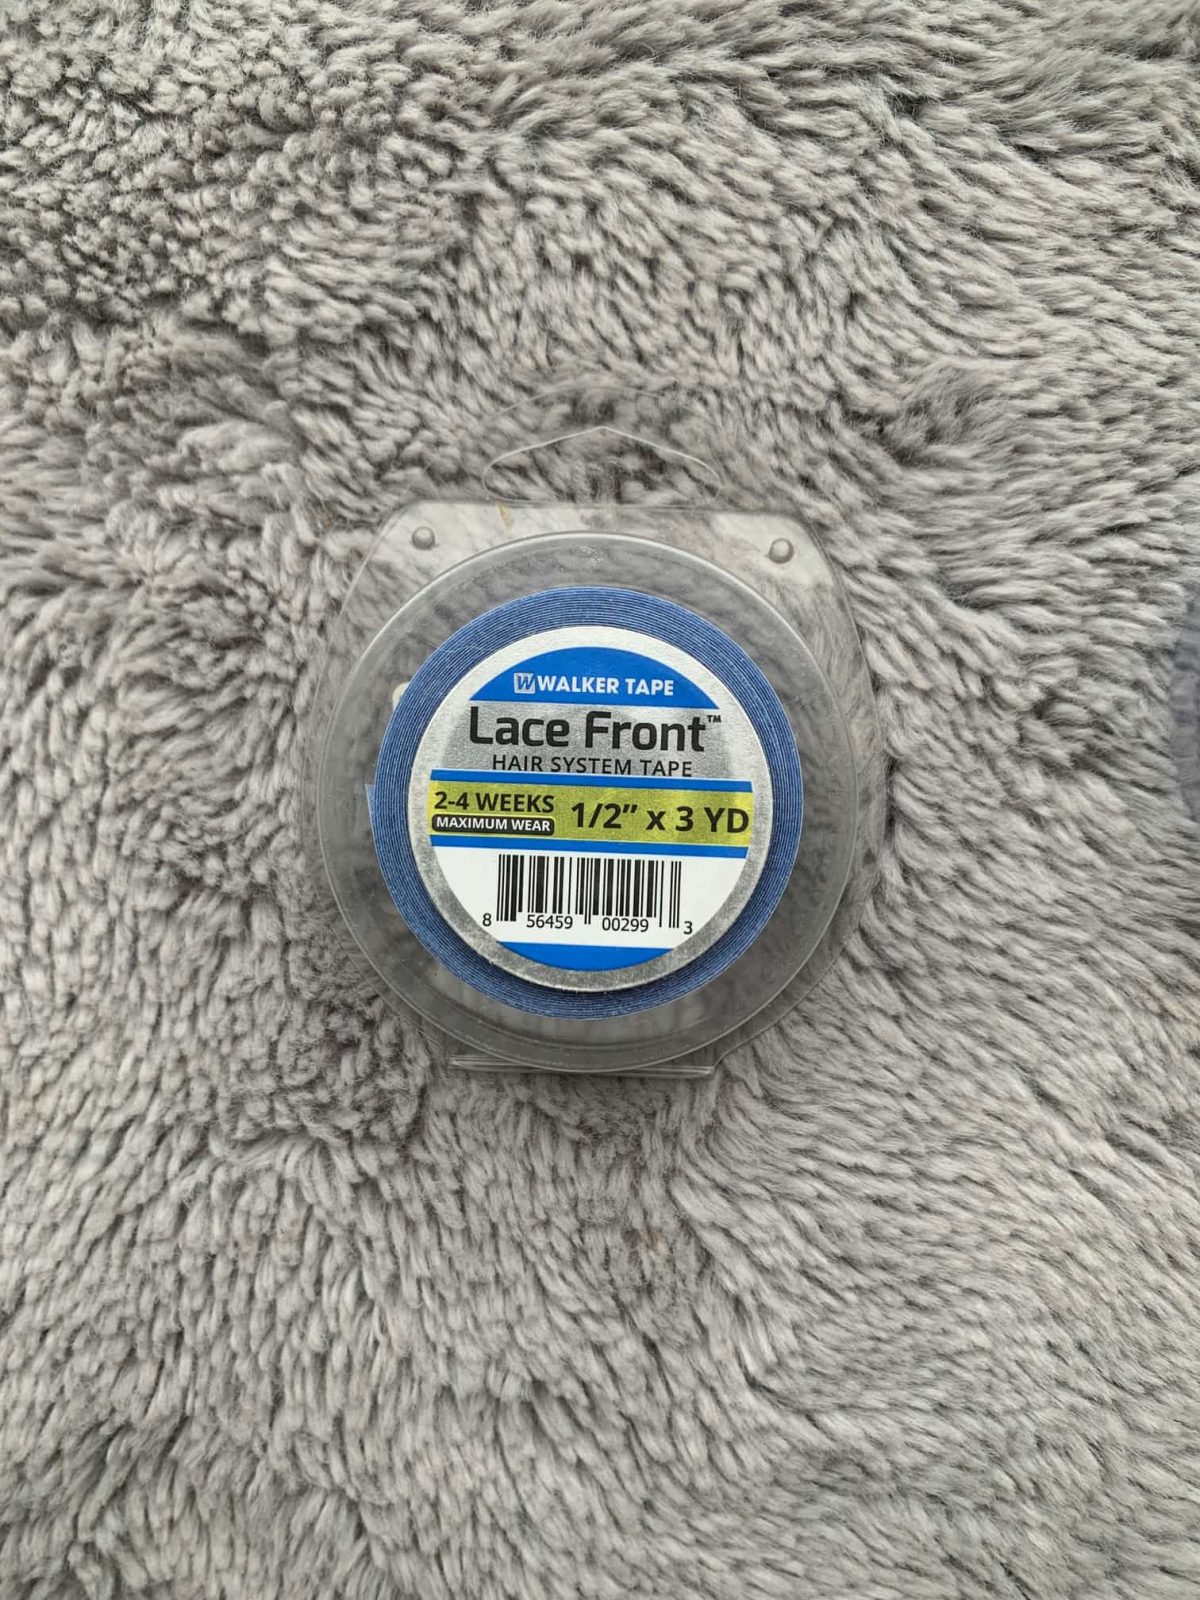 W WALKER TAPE
Lace Front™
HAIR SYSTEM TAPE
2-4 WEEKS
MAXIMUM WEAR
1/2” x 3 YD
8 56459 00299 3